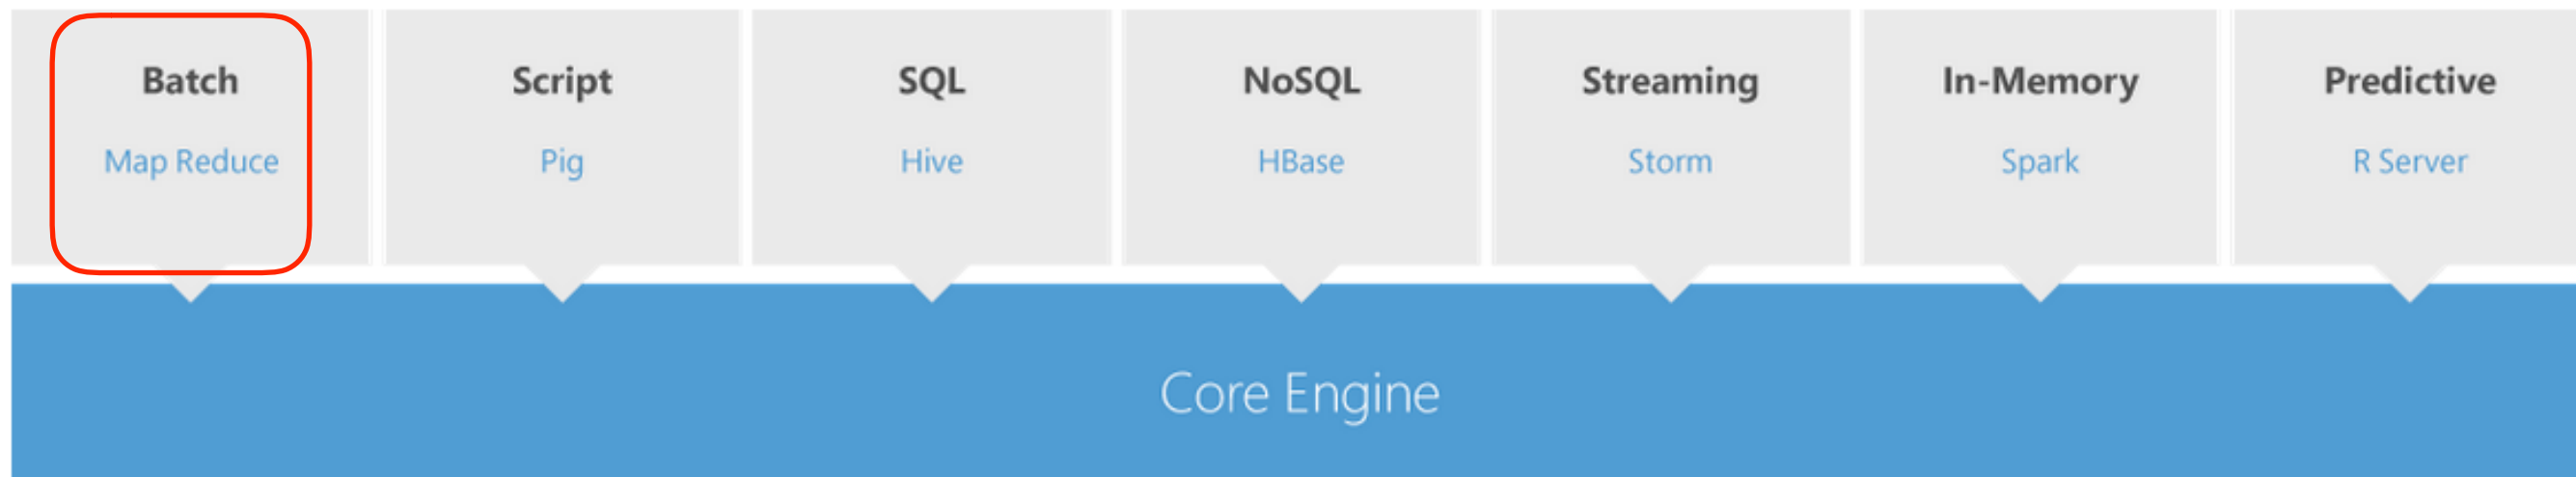 Batch
Map Reduce
Script
Pig
SQL
Hive
NoSQL
HBase
Streaming
Storm
In-Memory
Spark
Predictive
R Server
Core Engine